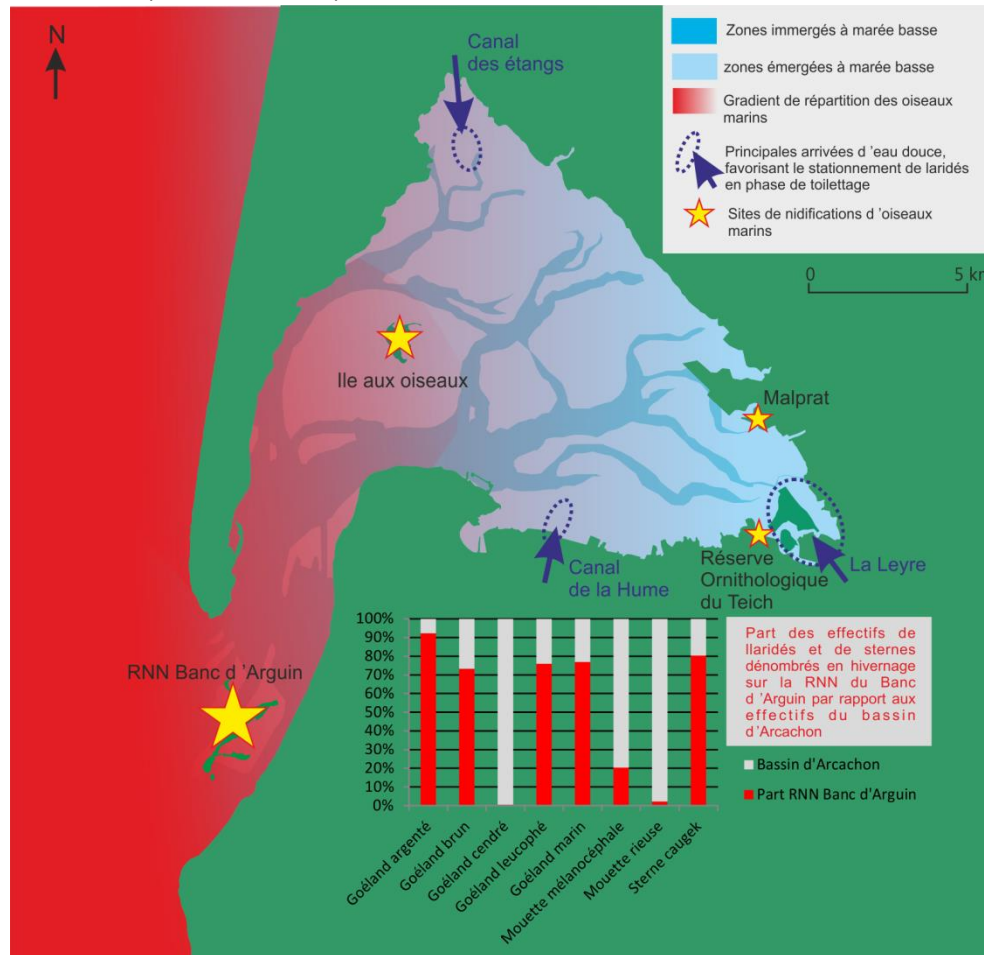 N
Canal
des étangs
Zones immergés à marée basse
zones émergées à marée basse
Gradient de répartition des oiseaux
marins
Principales arrivées d 'eau douce,
favorisant le stationnement de laridés
en phase de toilettage
Sites de nidifications d 'oiseaux
marins
0 5 km
Ile aux oiseaux
Malprat
Canal
de la Hume
Réserve
Ornithologique
du Teich
La Leyre
RNN Banc d 'Arguin
100%
90%
80%
70%
60%
50%
40%
30%
20%
10%
0%
Goéland argenté
Goéland brun
Goéland cendré
Goéland leucophé
Goéland marin
Mouette mélanocéphale
Mouette rieuse
Sterne caugek
Part des effectifs de
llaridés et de sternes
dénombrés en hivernage
sur la RNN du Banc
d 'Arguin par rapport aux
effectifs du bassin
d'Arcachon
Bassin d'Arcachon
Part RNN Banc d'Arguin